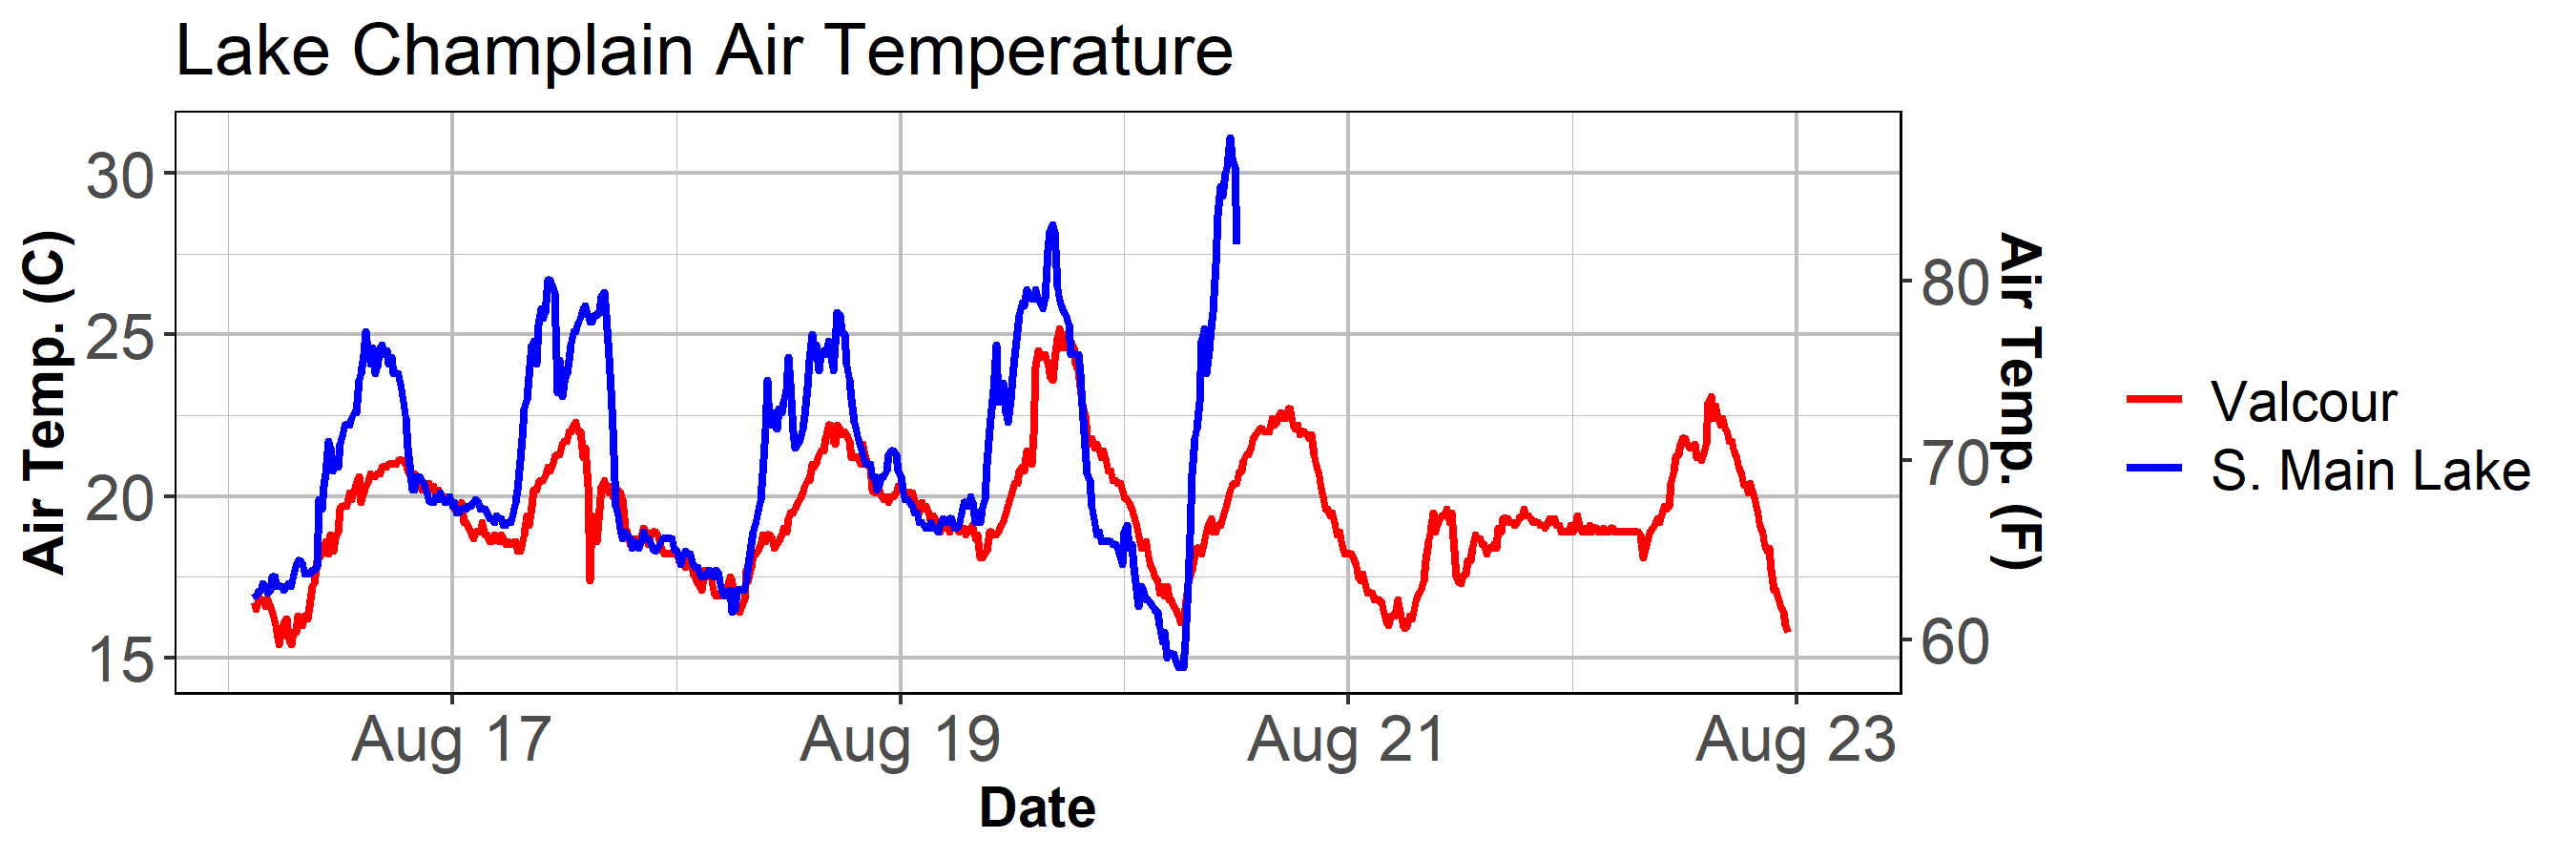 Lake Champlain Air Temperature
Air Temp. (C)
30
25
20
15
80
70
60
Air Temp. (F)
Aug 17
Aug 19
Aug 21
Aug 23
Date
Valcour
S. Main Lake